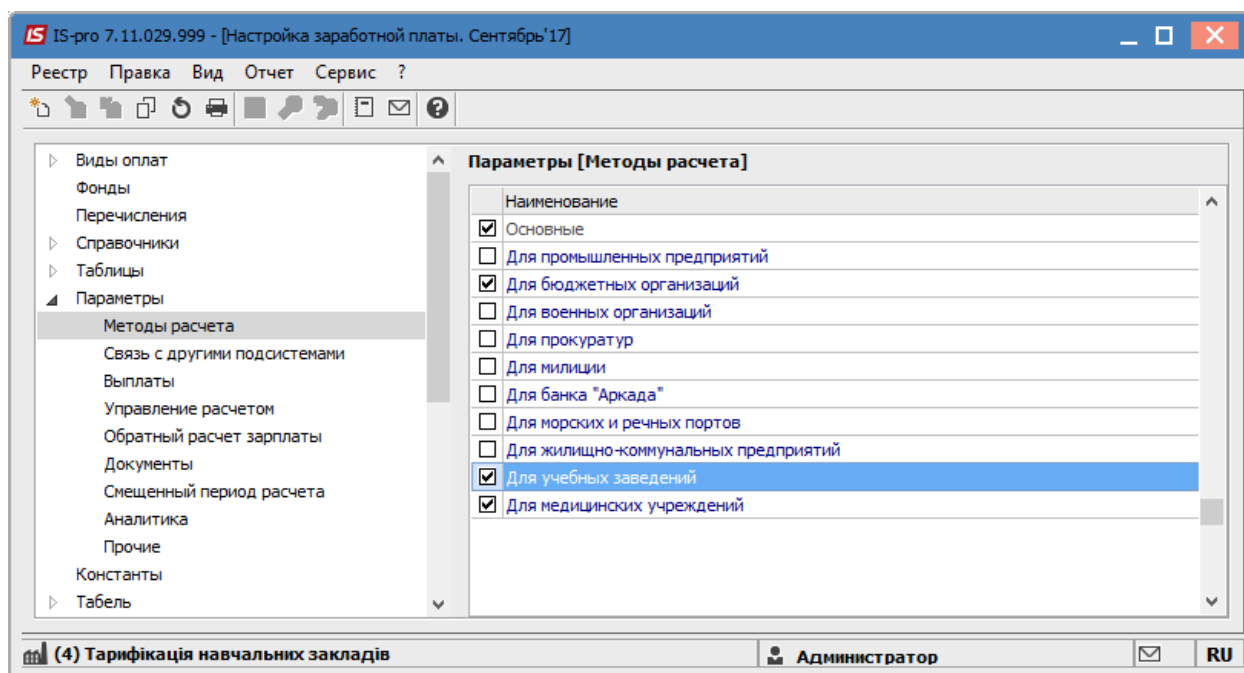 IS IS-pro 7.11.029.999 - [Настройка заработной платы. Сентябрь'17]
Реестр Правка Вид Отчет Сервис ?
Виды оплат
Фонды
Перечисления
Справочники
Таблицы
Параметры
Методы расчета
Связь с другими подсистемами
Выплаты
Управление расчетом
Обратный расчет зарплаты
Документы
Смещенный период расчета
Аналитика
Прочие
Константы
Табель
Параметры [Методы расчета]
Наименование
Основные
Для промышленных предприятий
Для бюджетных организаций
Для военных организаций
Для прокуратур
Для милиции
Для банка "Аркада"
Для морских и речных портов
Для жилищно-коммунальных предприятий
Для учебных заведений
Для медицинских учреждений
(4) Тарифікація навчальних закладів
Администратор
RU